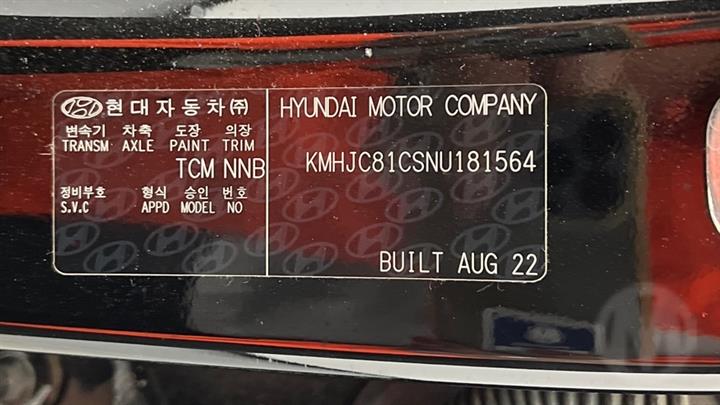 현대자동차㈜
변속기 차축 도장 의장
TRANSM AXLE PAINT TRIM
TCM NNB
정비부호 형식 승인 번호
S.V.C APPD MODEL NO
HYUNDAI MOTOR COMPANY
KMHJC81CSNU181564
BUILT AUG 22